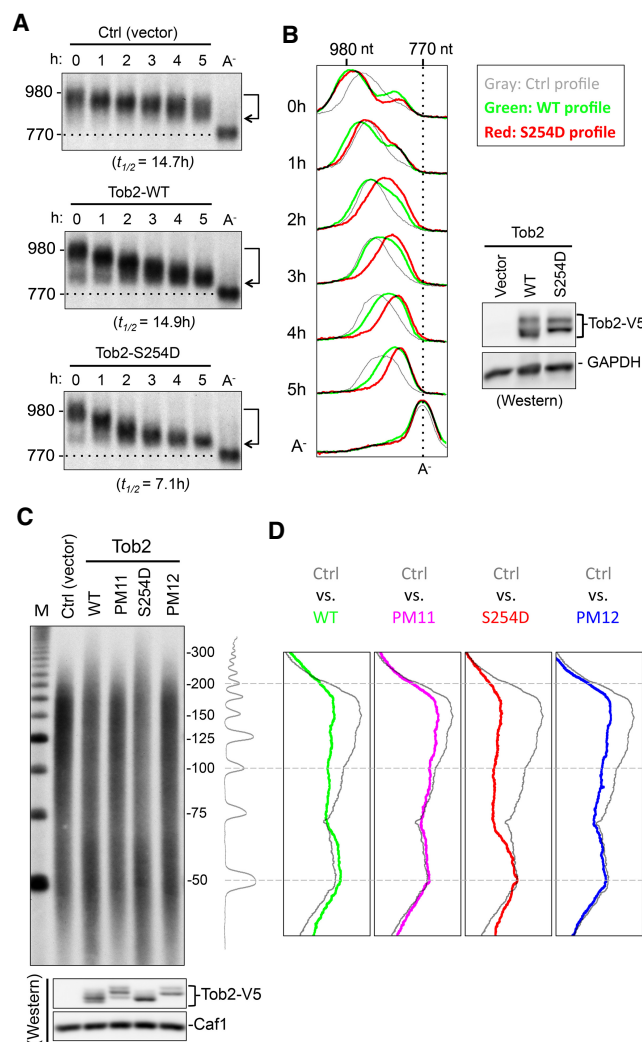 A
Ctrl (vector)
h: 0 1 2 3 4 5 A-
980
770
(t1/2 = 14.7h)
Tob2-WT
h: 0 1 2 3 4 5 A-
980
770
(t1/2 = 14.9h)
Tob2-S254D
h: 0 1 2 3 4 5 A-
980
770
(t1/2 = 7.1h)
B
980 nt 770 nt
0h
1h
2h
3h
4h
5h
A-
A-
Gray: Ctrl profile
Green: WT profile
Red: S254D profile
Tob2
Vector WT S254D
-Tob2-V5
- GAPDH
(Western)
C
Tob2
M Ctrl (vector) WT PM11 S254D PM12
-300
-200
-150
-125
-100
-75
-50
(Western)
-Tob2-V5
-Caf1
D
Ctrl Ctrl Ctrl Ctrl
vs. vs. vs. vs.
WT PM11 S254D PM12